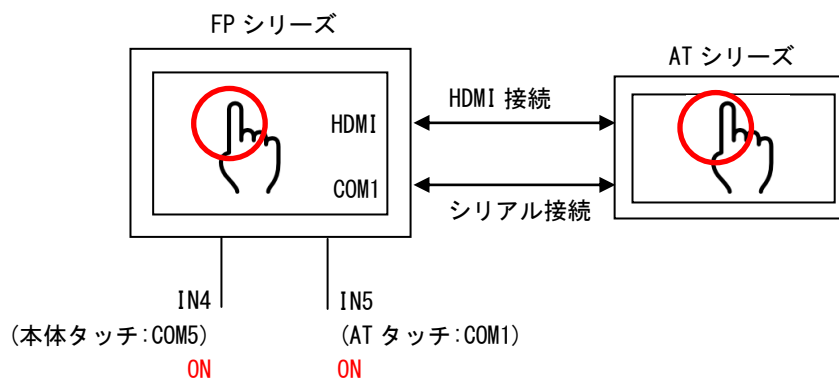 FP シリーズ
AT シリーズ
HDMI 接続
HDMI
COM1
シリアル接続
IN4
IN5
(本体タッチ:COM5)
(AT タッチ:COM1)
ON
ON